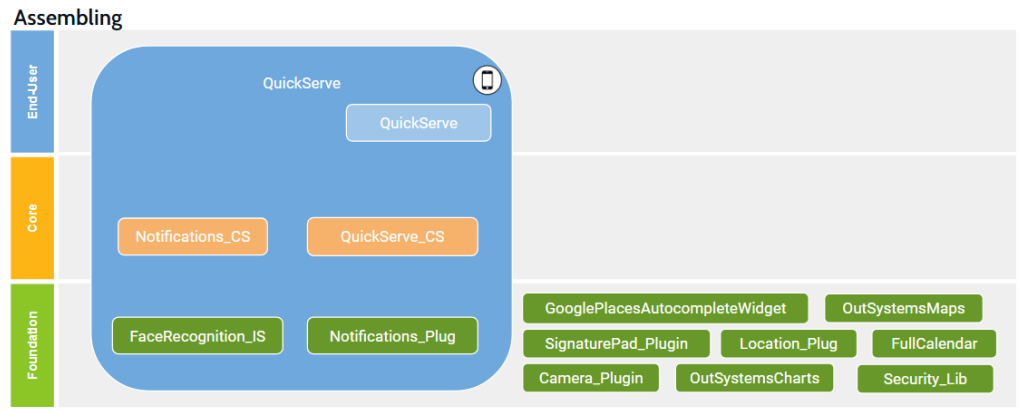 Assembling
End-User
QuickServe
QuickServe
Core
Notifications_CS
QuickServe_CS
Foundation
FaceRecognition_IS
Notifications_Plug
GooglePlacesAutocompleteWidget
OutSystemsMaps
SignaturePad_Plugin
Location_Plug
FullCalendar
Camera_Plugin
OutSystemsCharts
Security_Lib